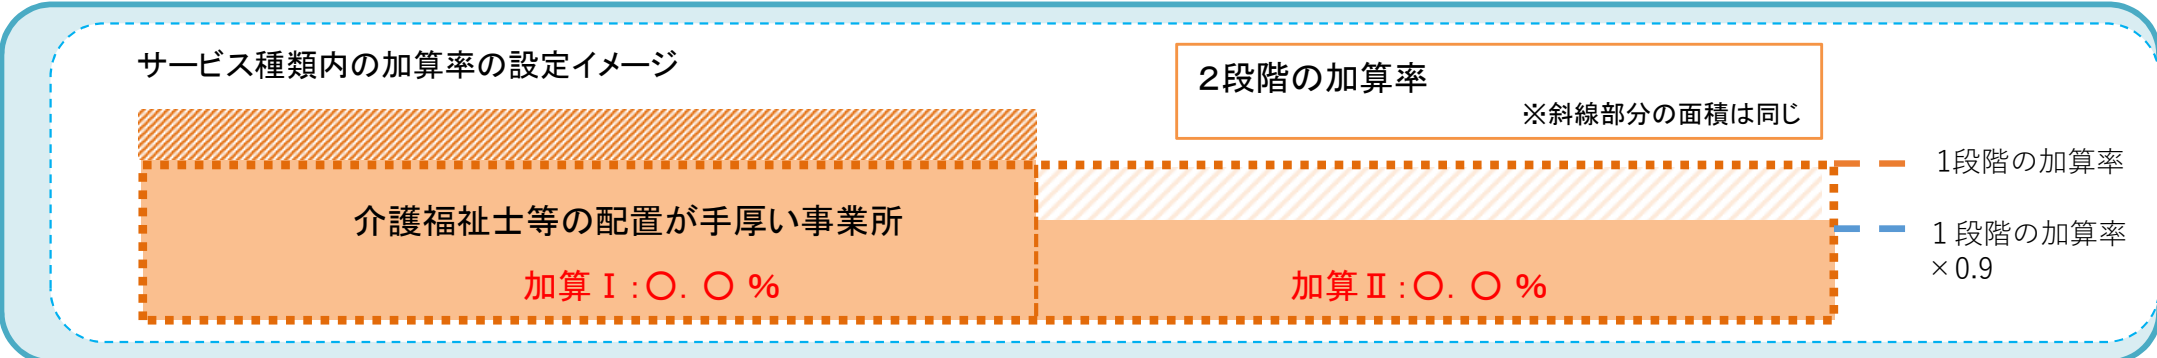 サービス種類内の加算率の設定イメージ
2段階の加算率
※斜線部分の面積は同じ
1段階の加算率
介護福祉士等の配置が手厚い事業所
1段階の加算率
×0.9
加算Ⅰ:〇.〇%
加算Ⅱ:〇.〇%